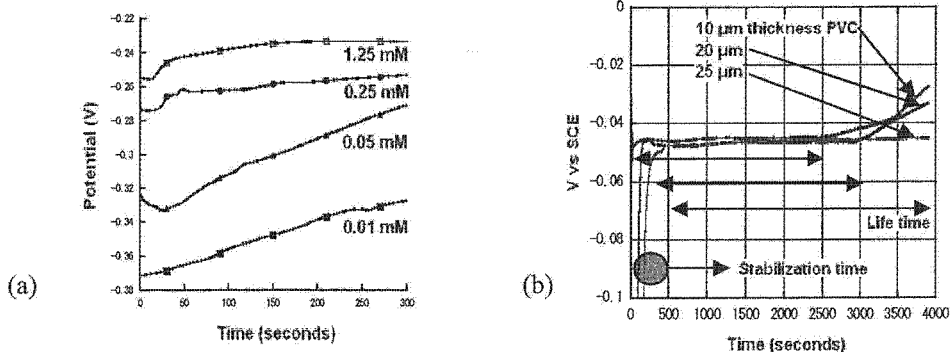 (a)
Potential (V)
-0.22
-0.24
-0.26
-0.28
-0.3
-0.32
-0.34
-0.36
-0.38
1.25 mM
0.25 mM
0.05 mM
0.01 mM
0 50 100 150 200 250 300
Time (seconds)
(b)
V vs SCE
0
-0.02
-0.04
-0.06
-0.08
-0.1
10 μm thickness PVC
20 μm
25 μm
Life time
Stabilization time
0 500 1000 1500 2000 2500 3000 3500 4000
Time (seconds)